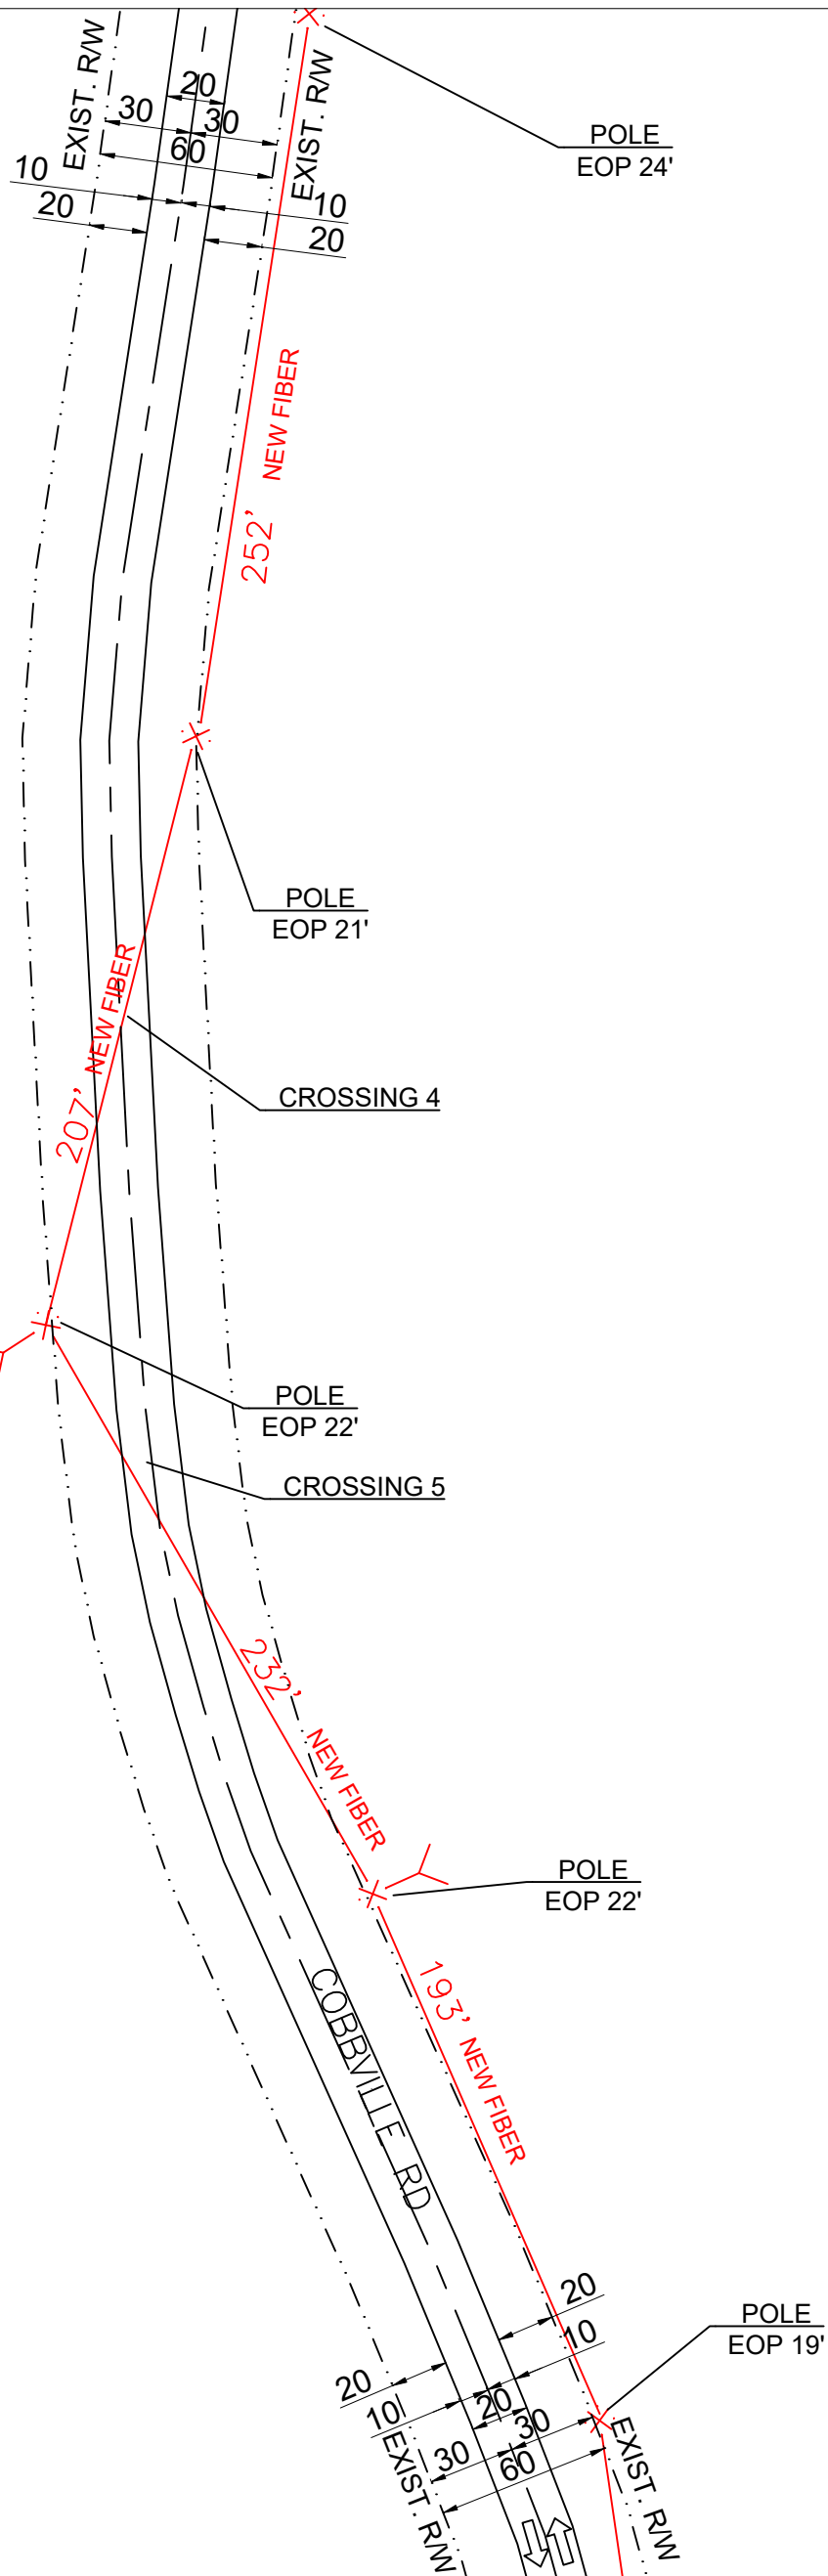 EXIST. R/W
20
30
30
60
EXIST. R/W
10
20
10
20
POLE
EOP 24'
252' NEW FIBER
POLE
EOP 21'
207' NEW FIBER
CROSSING 4
POLE
EOP 22'
CROSSING 5
232' NEW FIBER
POLE
EOP 22'
193' NEW FIBER
COBBVILLE RD
20
10
POLE
EOP 19'
20
10
20
30
30
60
EXIST. R/W
EXIST. R/W